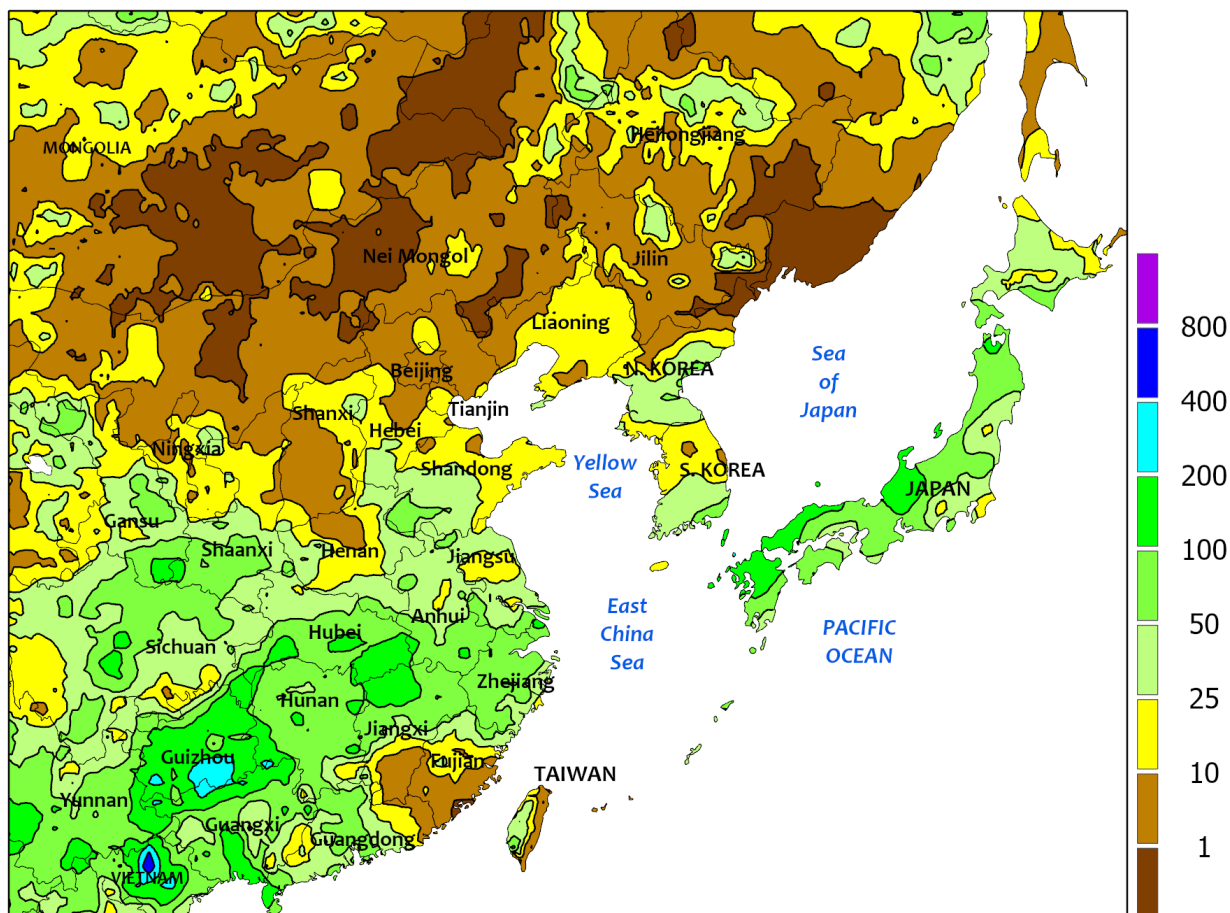 Heilongjiang
MONGOLIA
Nei Mongol
Jilin
Liaoning
Sea
of
Japan
Beijing
N. KOREA
Shanxi
Tianjin
Hebei
Ningxia
Shandong
Yellow
Sea
S. KOREA
JAPAN
Gansu
Shaanxi
Henan
Jiangsu
Anhui
East
China
Sea
PACIFIC
OCEAN
Hubei
Sichuan
Zhejiang
Hunan
Jiangxi
Guizhou
Fujian
TAIWAN
Yunnan
Guangxi
Guangdong
VIETNAM
800
400
200
100
50
25
10
1